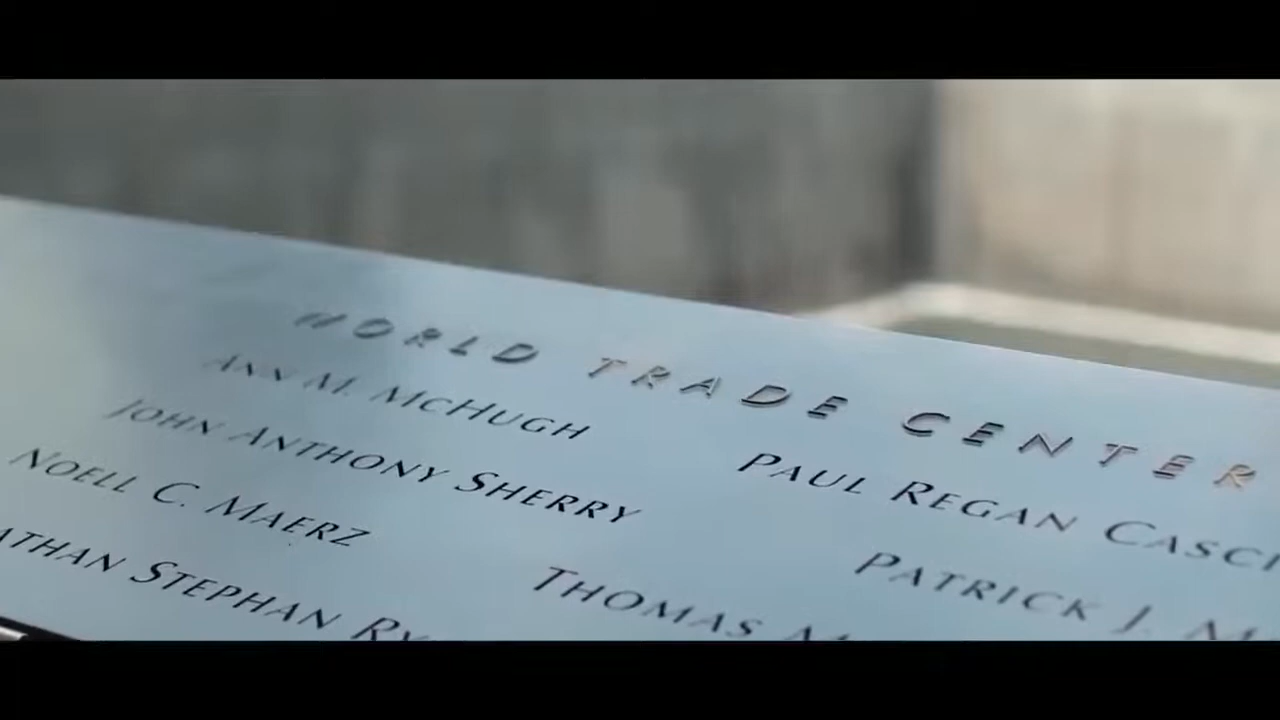 WORLD TRADE CENTER
ANN M. MCHUGH
JOHN ANTHONY SHERRY
PAUL REGAN
NOELL C. MAERZ
PATRICK J.
STEPHAN
THOMAS